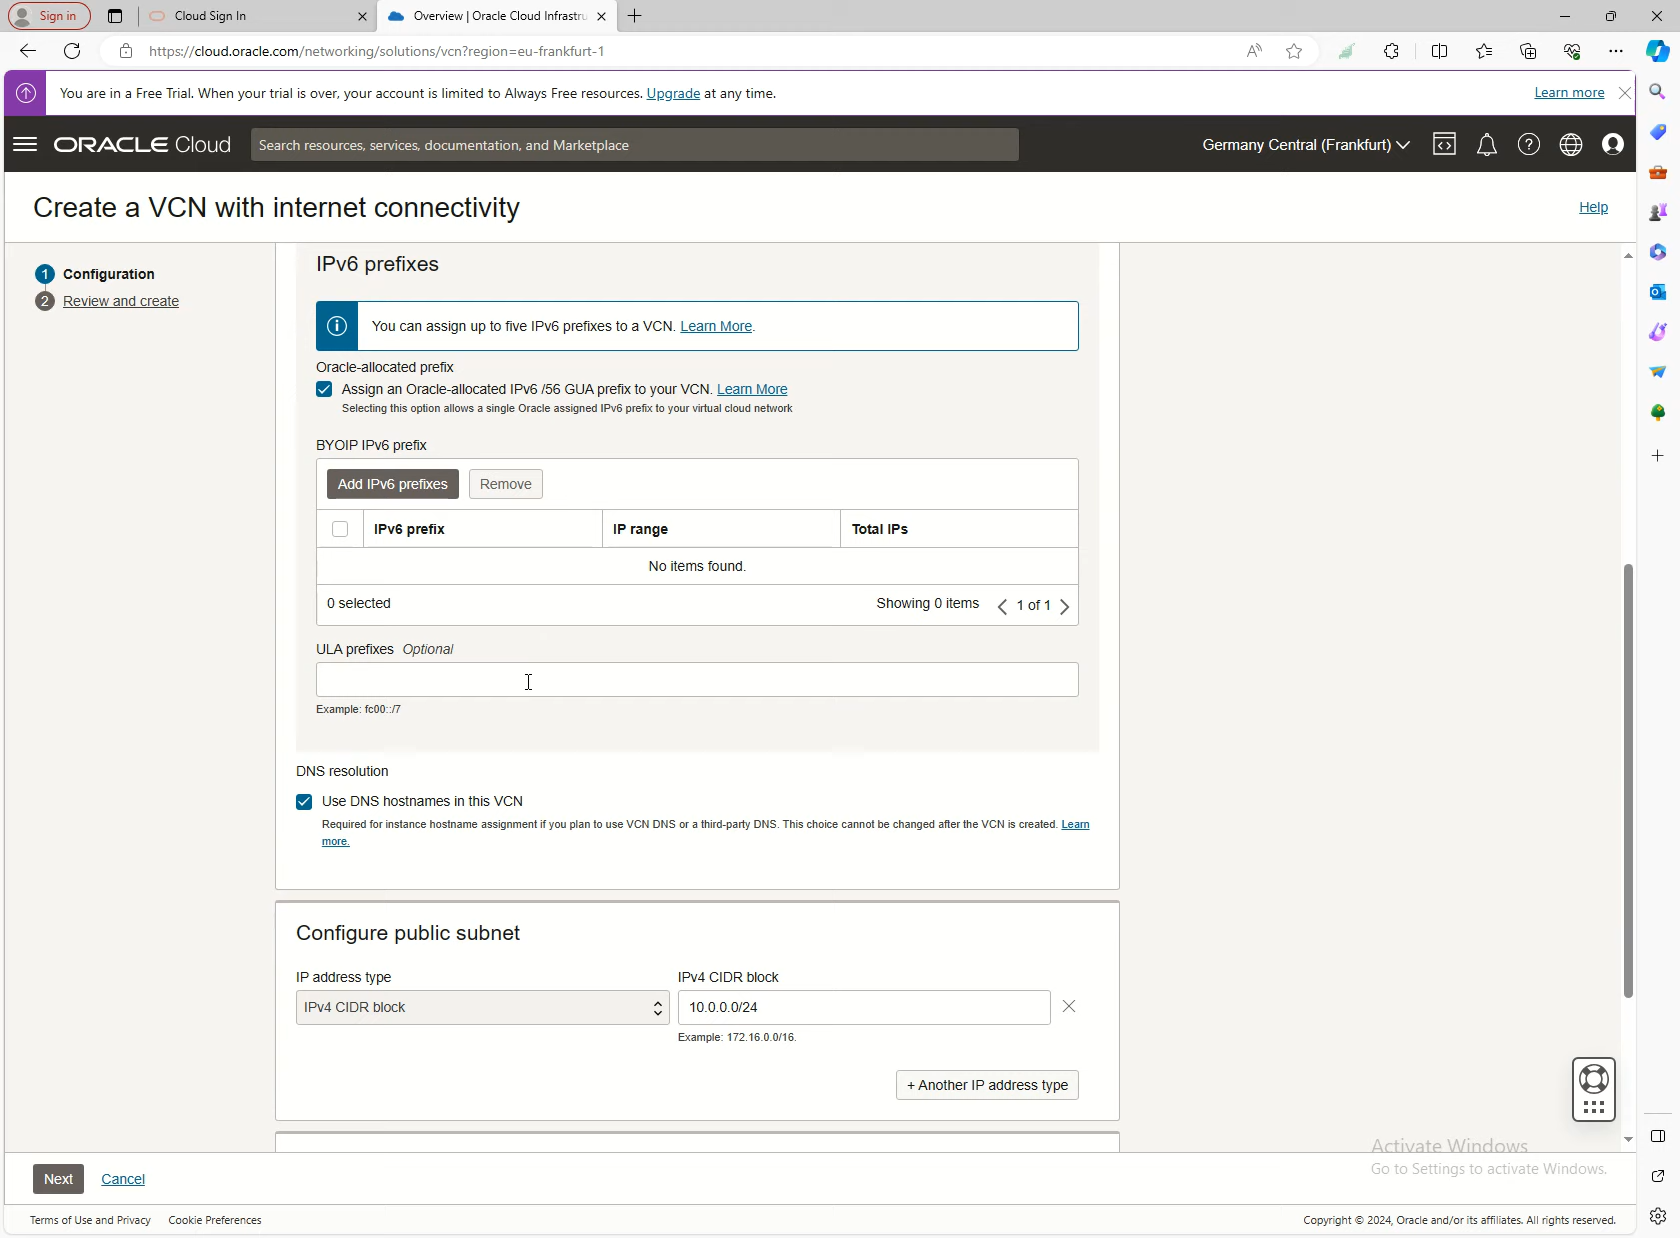 Sign in
Cloud Sign In
Overview | Oracle Cloud Infrastru
https://cloud.oracle.com/networking/solutions/vcn?region=eu-frankfurt-1
You are in a Free Trial. When your trial is over, your account is limited to Always Free resources. Upgrade at any time.
Learn more
ORACLE Cloud
Search resources, services, documentation, and Marketplace
Germany Central (Frankfurt)
Create a VCN with internet connectivity
Help
1 Configuration
2 Review and create
IPv6 prefixes
You can assign up to five IPv6 prefixes to a VCN. Learn More.
Oracle-allocated prefix
Assign an Oracle-allocated IPv6 /56 GUA prefix to your VCN. Learn More
Selecting this option allows a single Oracle assigned IPv6 prefix to your virtual cloud network
BYOIP IPv6 prefix
Add IPv6 prefixes
Remove
IPv6 prefix
IP range
Total IPs
No items found.
0 selected
Showing 0 items
1 of 1
ULA prefixes Optional
Example: fc00::/7
DNS resolution
Use DNS hostnames in this VCN
Required for instance hostname assignment if you plan to use VCN DNS or a third-party DNS. This choice cannot be changed after the VCN is created. Learn
more.
Configure public subnet
IP address type
IPv4 CIDR block
IPv4 CIDR block
10.0.0.0/24
Example: 172.16.0.0/16.
+ Another IP address type
Activate Windows
Go to Settings to activate Windows.
Next
Cancel
Terms of Use and Privacy
Cookie Preferences
Copyright © 2024, Oracle and/or its affiliates. All rights reserved.